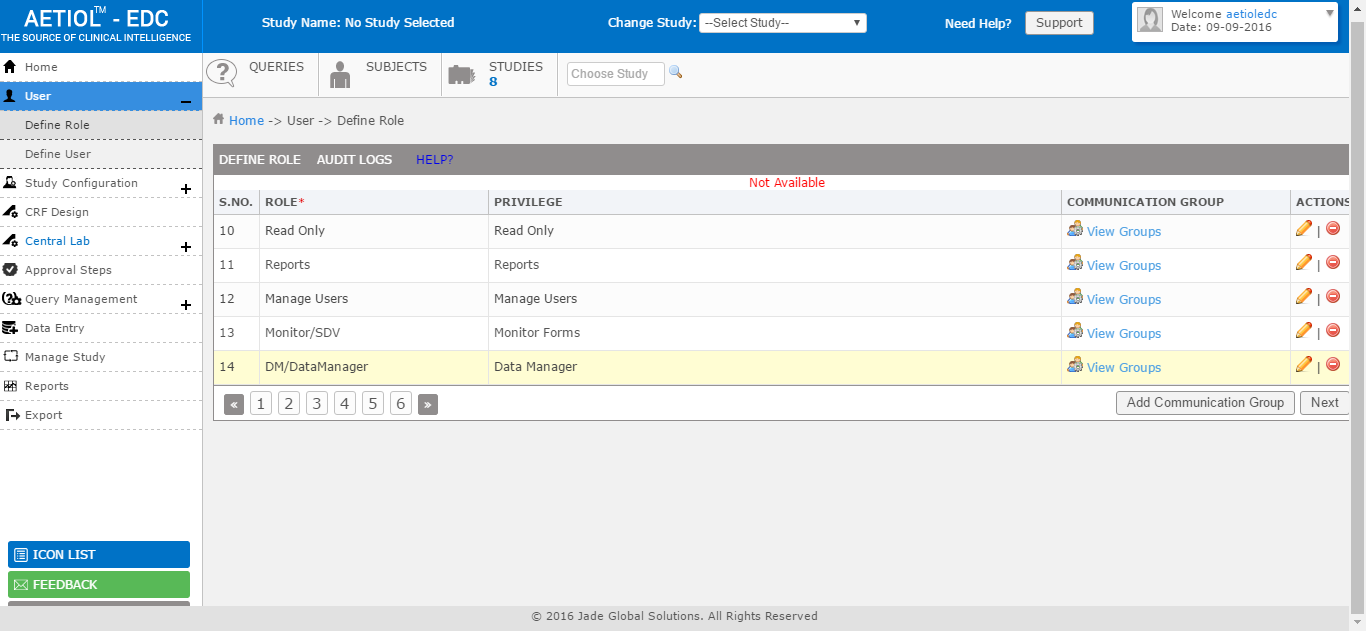 AETIOL™ - EDC
THE SOURCE OF CLINICAL INTELLIGENCE
Study Name: No Study Selected
Change Study: --Select Study--
Need Help? Support
Welcome aetioledc
Date: 09-09-2016
Home
User
Define Role
Define User
Study Configuration
CRF Design
Central Lab
Approval Steps
Query Management
Data Entry
Manage Study
Reports
Export
ICON LIST
FEEDBACK
QUERIES
SUBJECTS
STUDIES
8
Choose Study
Home -> User -> Define Role
DEFINE ROLE AUDIT LOGS HELP?
Not Available
S.NO. ROLE* PRIVILEGE COMMUNICATION GROUP ACTIONS
10 Read Only Read Only View Groups |
11 Reports Reports View Groups |
12 Manage Users Manage Users View Groups |
13 Monitor/SDV Monitor Forms View Groups |
14 DM/DataManager Data Manager View Groups |
« 1 2 3 4 5 6 » Add Communication Group Next
© 2016 Jade Global Solutions. All Rights Reserved